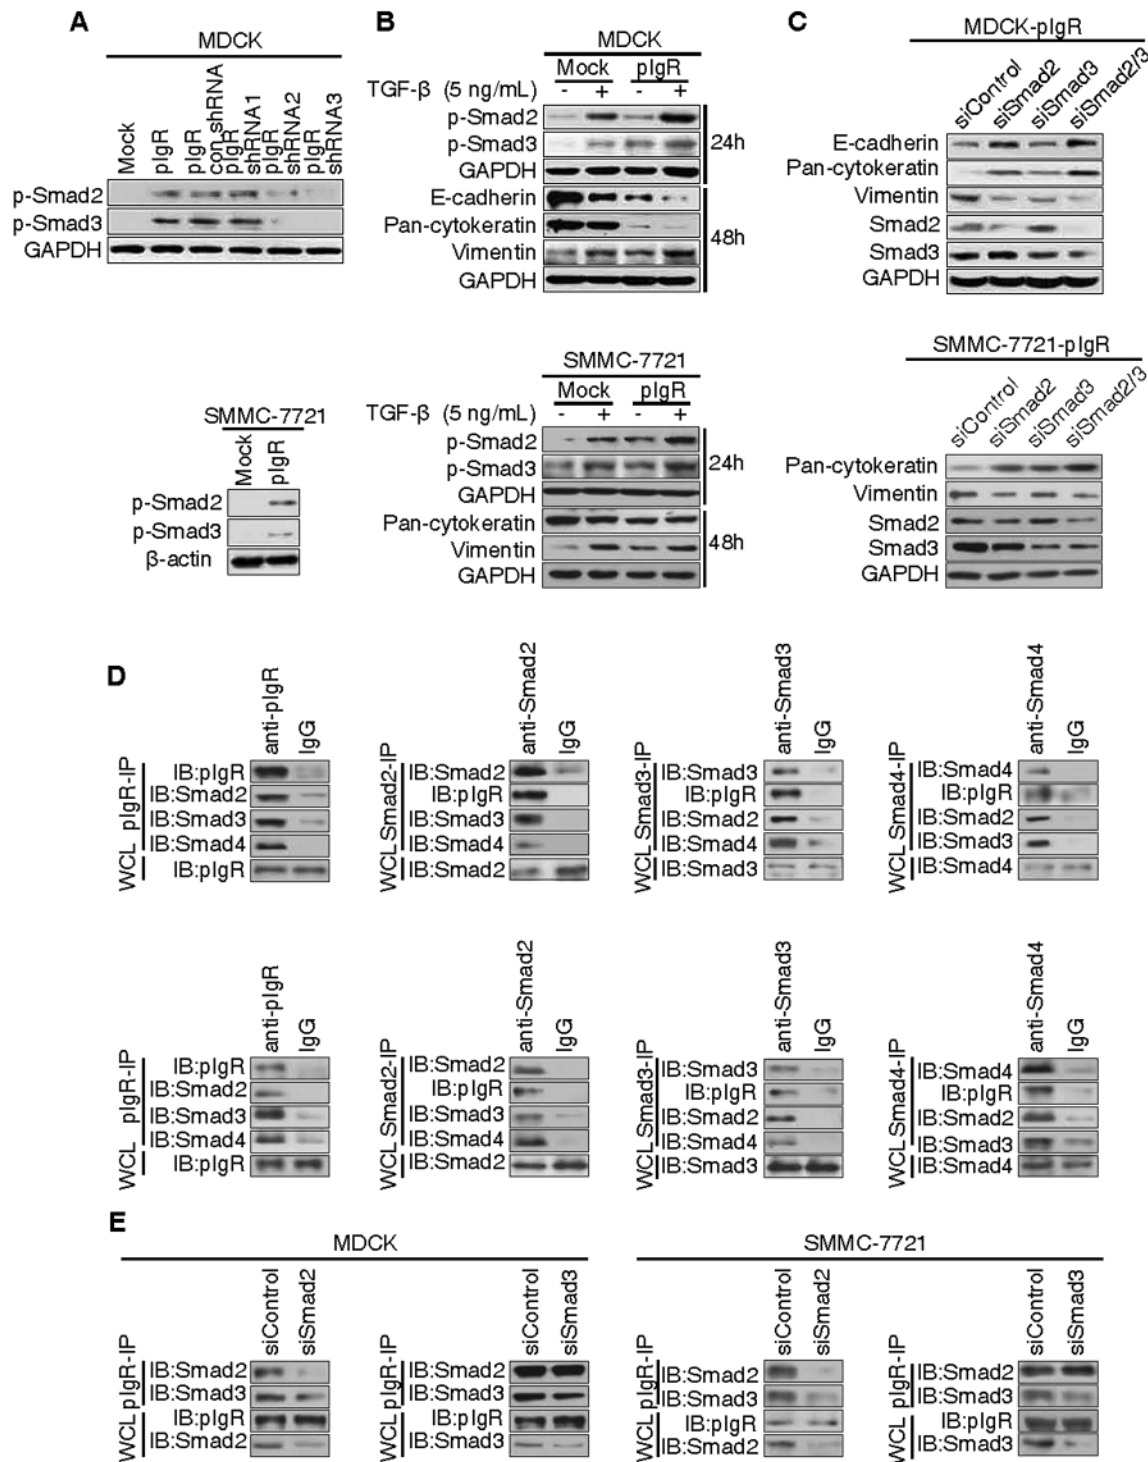 A
MDCK
Mock
pIgR
pIgR con shRNA
pIgR shRNA1
pIgR shRNA2
pIgR shRNA3
p-Smad2
p-Smad3
GAPDH
SMMC-7721
Mock
pIgR
p-Smad2
p-Smad3
β-actin
B
MDCK
Mock pIgR
TGF-β (5 ng/mL) - + - +
p-Smad2
p-Smad3
GAPDH
24h
E-cadherin
Pan-cytokeratin
Vimentin
GAPDH
48h
SMMC-7721
Mock pIgR
TGF-β (5 ng/mL) - + - +
p-Smad2
p-Smad3
GAPDH
24h
Pan-cytokeratin
Vimentin
GAPDH
48h
C
MDCK-pIgR
siControl
siSmad2
siSmad3
siSmad2/3
E-cadherin
Pan-cytokeratin
Vimentin
Smad2
Smad3
GAPDH
SMMC-7721-pIgR
siControl
siSmad2
siSmad3
siSmad2/3
Pan-cytokeratin
Vimentin
Smad2
Smad3
GAPDH
D
anti-pIgR
IgG
pIgR-IP
IB:pIgR
IB:Smad2
IB:Smad3
IB:Smad4
WCL
IB:pIgR
anti-Smad2
IgG
Smad2-IP
IB:Smad2
IB:pIgR
IB:Smad3
IB:Smad4
WCL
IB:Smad2
anti-Smad3
IgG
Smad3-IP
IB:Smad3
IB:pIgR
IB:Smad2
IB:Smad4
WCL
IB:Smad3
anti-Smad4
IgG
Smad4-IP
IB:Smad4
IB:pIgR
IB:Smad2
IB:Smad3
WCL
IB:Smad4
anti-pIgR
IgG
pIgR-IP
IB:pIgR
IB:Smad2
IB:Smad3
IB:Smad4
WCL
IB:pIgR
anti-Smad2
IgG
Smad2-IP
IB:Smad2
IB:pIgR
IB:Smad3
IB:Smad4
WCL
IB:Smad2
anti-Smad3
IgG
Smad3-IP
IB:Smad3
IB:pIgR
IB:Smad2
IB:Smad4
WCL
IB:Smad3
anti-Smad4
IgG
Smad4-IP
IB:Smad4
IB:pIgR
IB:Smad2
IB:Smad3
WCL
IB:Smad4
E
MDCK
siControl
siSmad2
pIgR-IP
IB:Smad2
IB:Smad3
WCL
IB:pIgR
IB:Smad2
siControl
siSmad3
pIgR-IP
IB:Smad2
IB:Smad3
WCL
IB:pIgR
IB:Smad3
SMMC-7721
siControl
siSmad2
pIgR-IP
IB:Smad2
IB:Smad3
WCL
IB:pIgR
IB:Smad2
siControl
siSmad3
pIgR-IP
IB:Smad2
IB:Smad3
WCL
IB:pIgR
IB:Smad3